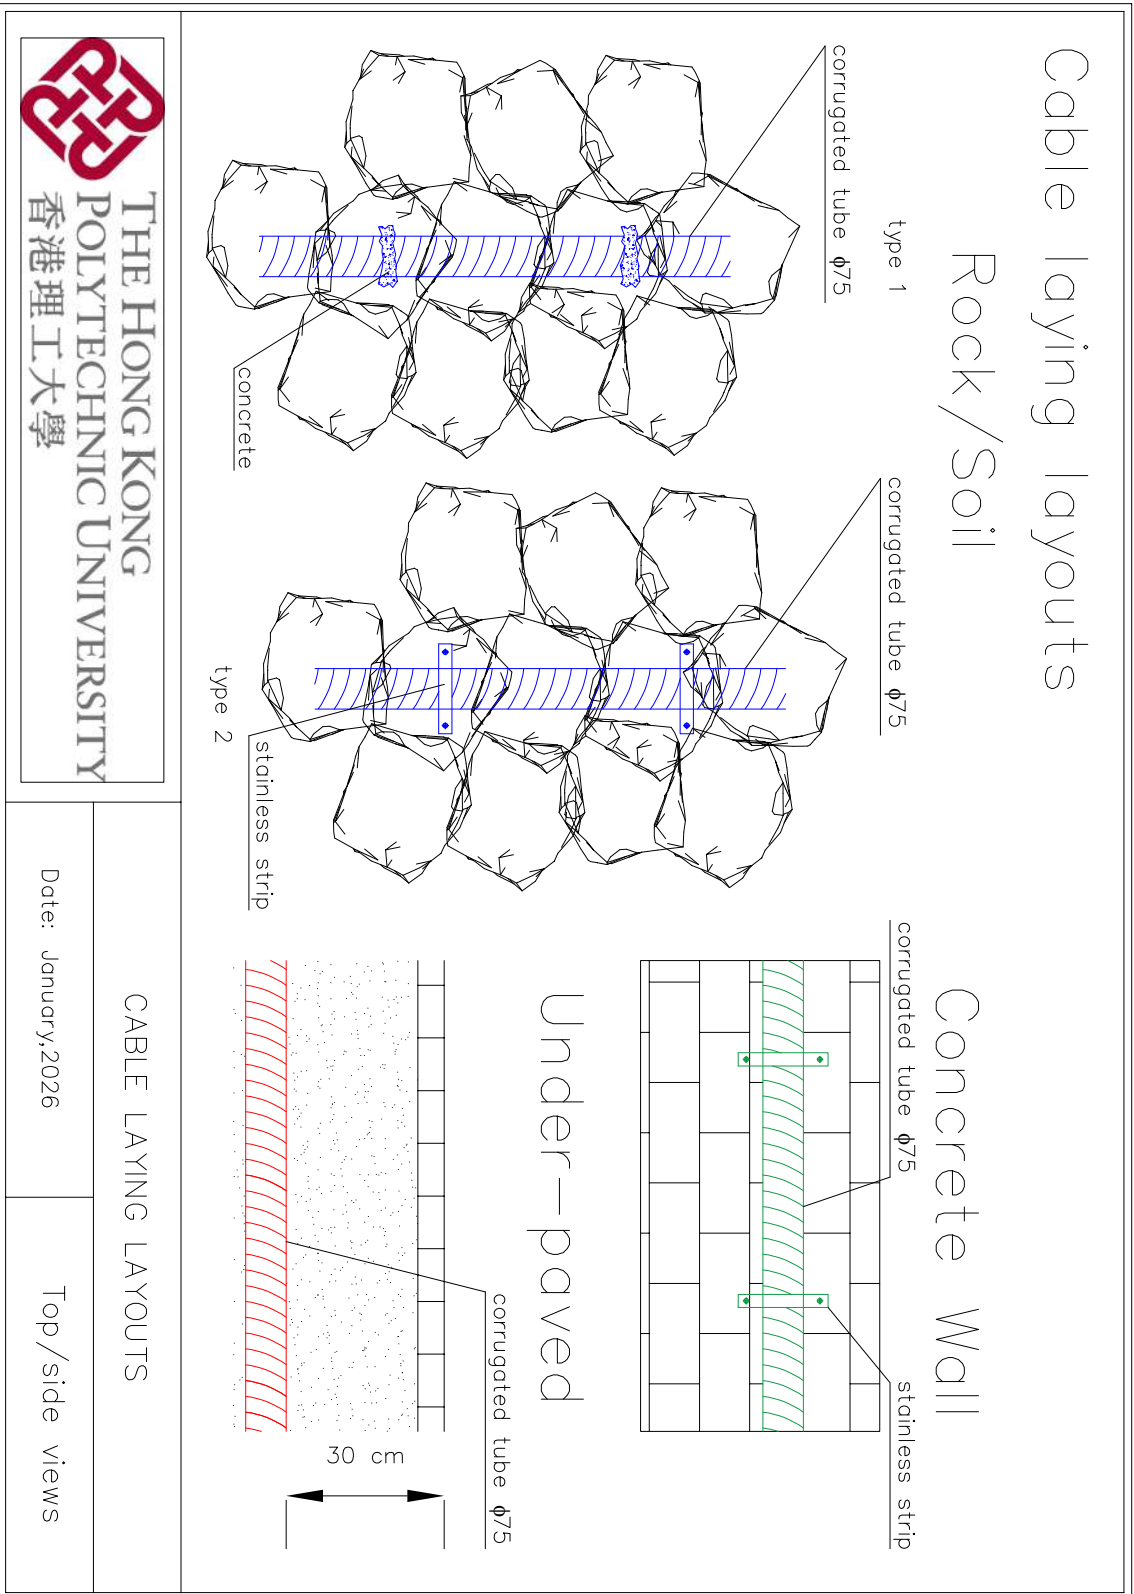 Cable laying layouts
Rock/Soil
type 1
corrugated tube ϕ75
concrete
corrugated tube ϕ75
type 2
stainless strip
Concrete Wall
corrugated tube ϕ75
stainless strip
Under-paved
corrugated tube ϕ75
30 cm
THE HONG KONG
POLYTECHNIC UNIVERSITY
香港理工大學
CABLE LAYING LAYOUTS
Date: January,2026
Top/side views